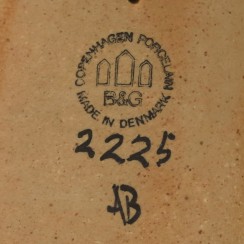 COPENHAGEN PORCELAIN
B&G
MADE IN DENMARK
2225
AB